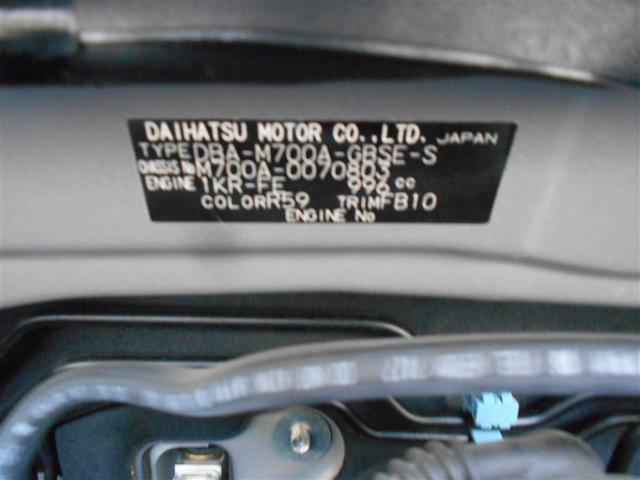 DAIHATSU MOTOR CO.,LTD. JAPAN
TYPE DBA-M700A-GBSE-S
CHASSIS No M700A-0070803
ENGINE 1KR-FE 996 cc
COLOR R59 TRIM FB10
ENGINE No